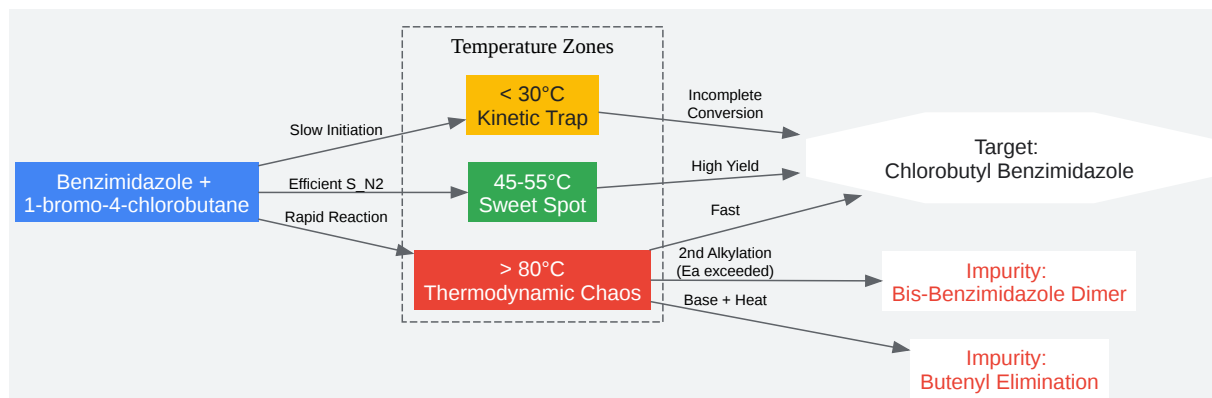 Temperature Zones
Benzimidazole +
1-bromo-4-chlorobutane
Slow Initiation
Efficient S_N2
Rapid Reaction
< 30°C
Kinetic Trap
45-55°C
Sweet Spot
> 80°C
Thermodynamic Chaos
Incomplete
Conversion
High Yield
Fast
2nd Alkylation
(Ea exceeded)
Base + Heat
Target:
Chlorobutyl Benzimidazole
Impurity:
Bis-Benzimidazole Dimer
Impurity:
Butenyl Elimination